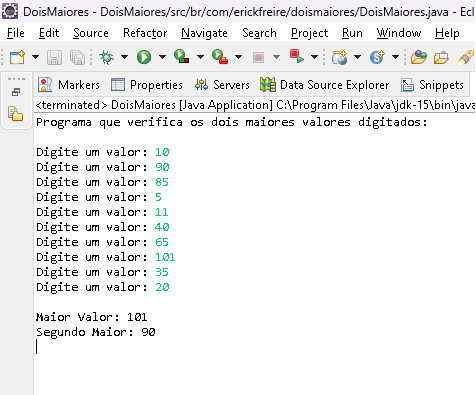 DoisMaiores - DoisMaiores/src/br/com/erickfreire/doismaiores/DoisMaiores.java - Ecl
File Edit Source Refactor Navigate Search Project Run Window Help
Markers Properties Servers Data Source Explorer Snippets
<terminated> DoisMaiores [Java Application] C:\Program Files\Java\jdk-15\bin\java
Programa que verifica os dois maiores valores digitados:
Digite um valor: 10
Digite um valor: 90
Digite um valor: 85
Digite um valor: 5
Digite um valor: 11
Digite um valor: 40
Digite um valor: 65
Digite um valor: 101
Digite um valor: 35
Digite um valor: 20
Maior Valor: 101
Segundo Maior: 90